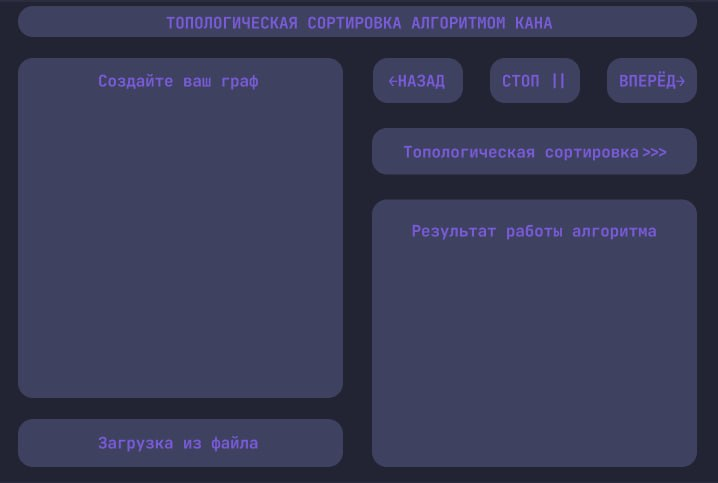 ТОПОЛОГИЧЕСКАЯ СОРТИРОВКА АЛГОРИТМОМ КАНА
Создайте ваш граф
←НАЗАД
СТОП ||
ВПЕРЁД→
Топологическая сортировка >>>
Результат работы алгоритма
Загрузка из файла